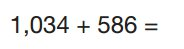 1,034 + 586 =